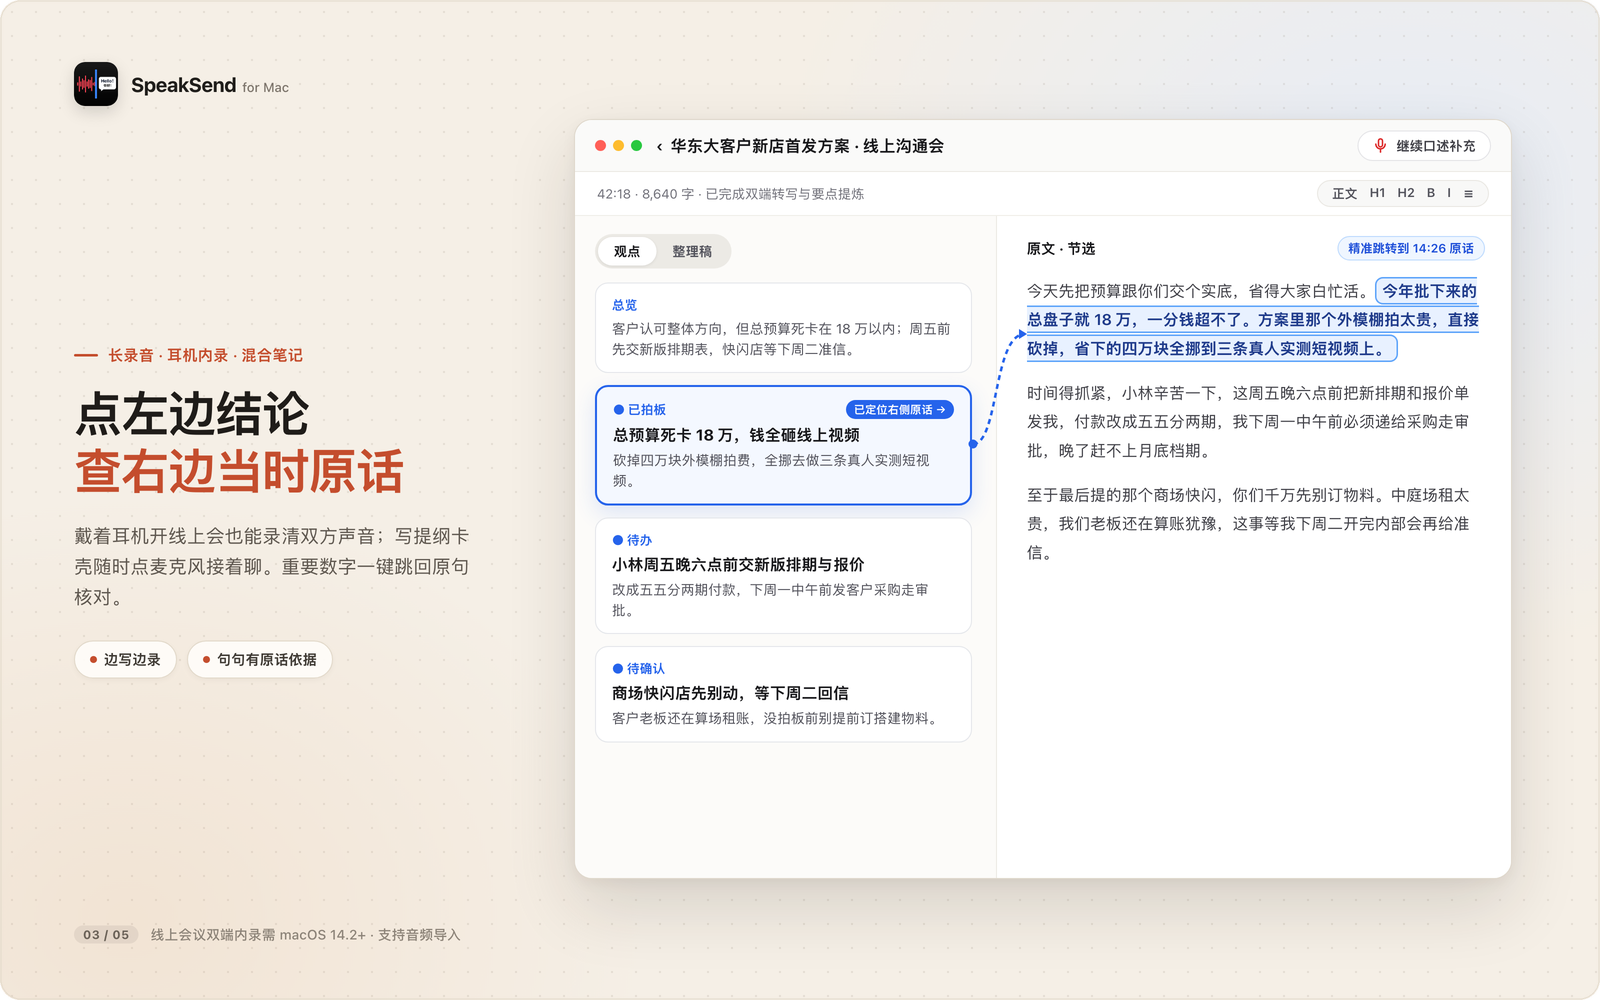 Hello!
SpeakSend for Mac
长录音 · 耳机内录 · 混合笔记
点左边结论
查右边当时原话
戴着耳机开线上会也能录清双方声音；写提纲卡
壳随时点麦克风接着聊。重要数字一键跳回原句
核对。
边写边录
句句有原话依据
03 / 05
线上会议双端内录需 macOS 14.2+ · 支持音频导入
‹ 华东大客户新店首发方案 · 线上沟通会
继续口述补充
42:18 · 8,640 字 · 已完成双端转写与要点提炼
正文 H1 H2 B I ≡
观点
整理稿
总览
客户认可整体方向，但总预算死卡在 18 万以内；周五前
先交新版排期表，快闪店等下周二准信。
已拍板
已定位右侧原话 →
总预算死卡 18 万，钱全砸线上视频
砍掉四万块外模棚拍费，全挪去做三条真人实测短视
频。
待办
小林周五晚六点前交新版排期与报价
改成五五分两期付款，下周一中午前发客户采购走审
批。
待确认
商场快闪店先别动，等下周二回信
客户老板还在算场租账，没拍板前别提前订搭建物料。
原文 · 节选
精准跳转到 14:26 原话
今天先把预算跟你们交个实底，省得大家白忙活。今年批下来的
总盘子就 18 万，一分钱超不了。方案里那个外模棚拍太贵，直接
砍掉，省下的四万块全挪到三条真人实测短视频上。
时间得抓紧，小林辛苦一下，这周五晚六点前把新排期和报价单
发我，付款改成五五分两期，我下周一中午前必须递给采购走审
批，晚了赶不上月底档期。
至于最后提的那个商场快闪，你们千万先别订物料。中庭场租太
贵，我们老板还在算账犹豫，这事等我下周二开完内部会再给准
信。